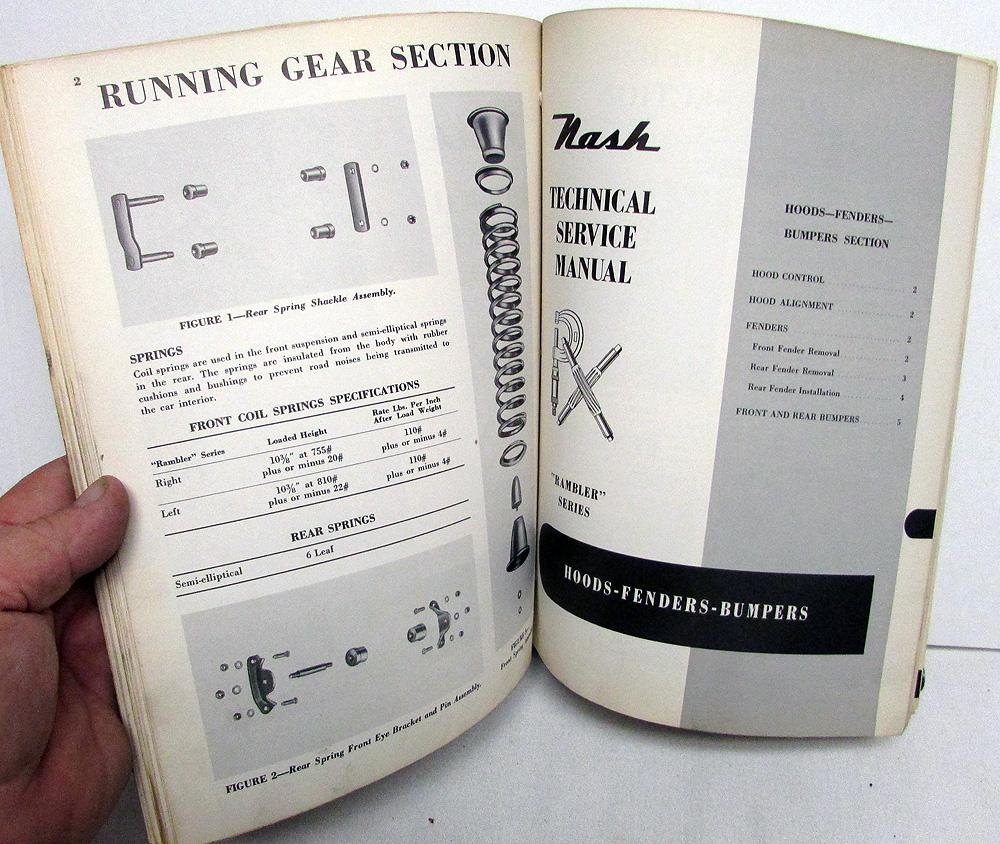 2
RUNNING GEAR SECTION
FIGURE 1—Rear Spring Shackle Assembly.
SPRINGS
Coil springs are used in the front suspension and semi-elliptical springs
in the rear. The springs are insulated from the body with rubber
cushions and bushings to prevent road noises being transmitted to
the car interior.
FRONT COIL SPRINGS SPECIFICATIONS
"Rambler" Series Loaded Height Rate Lbs. Per Inch
After Load Weight
Right 10⅜" at 755# 110#
plus or minus 20# plus or minus 4#
Left 10⅜" at 810# 110#
plus or minus 22# plus or minus 4#
REAR SPRINGS
Semi-elliptical 6 Leaf
FIGURE 2—Rear Spring Front Eye Bracket and Pin Assembly.
Front Spring
Nash
TECHNICAL
SERVICE
MANUAL
"RAMBLER"
SERIES
HOODS—FENDERS—
BUMPERS SECTION
HOOD CONTROL 2
HOOD ALIGNMENT 2
FENDERS 2
Front Fender Removal 2
Rear Fender Removal 3
Rear Fender Installation 4
FRONT AND REAR BUMPERS 5
HOODS-FENDERS-BUMPERS